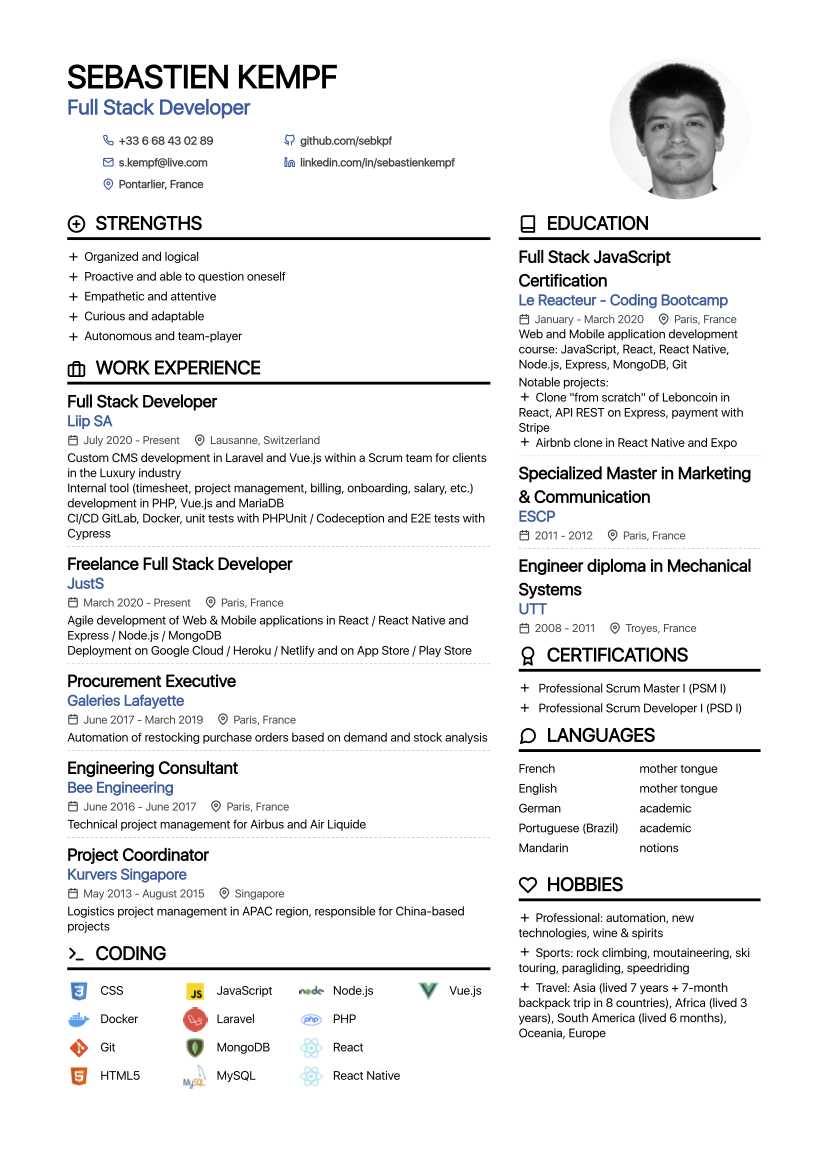 SEBASTIEN KEMPF
Full Stack Developer
+33 6 68 43 02 89
github.com/sebkpf
s.kempf@live.com
linkedin.com/in/sebastienkempf
Pontarlier, France
STRENGTHS
+ Organized and logical
+ Proactive and able to question oneself
+ Empathetic and attentive
+ Curious and adaptable
+ Autonomous and team-player
WORK EXPERIENCE
Full Stack Developer
Liip SA
July 2020 - Present Lausanne, Switzerland
Custom CMS development in Laravel and Vue.js within a Scrum team for clients
in the Luxury industry
Internal tool (timesheet, project management, billing, onboarding, salary, etc.)
development in PHP, Vue.js and MariaDB
CI/CD GitLab, Docker, unit tests with PHPUnit / Codeception and E2E tests with
Cypress
Freelance Full Stack Developer
JustS
March 2020 - Present Paris, France
Agile development of Web & Mobile applications in React / React Native and
Express / Node.js / MongoDB
Deployment on Google Cloud / Heroku / Netlify and on App Store / Play Store
Procurement Executive
Galeries Lafayette
June 2017 - March 2019 Paris, France
Automation of restocking purchase orders based on demand and stock analysis
Engineering Consultant
Bee Engineering
June 2016 - June 2017 Paris, France
Technical project management for Airbus and Air Liquide
Project Coordinator
Kurvers Singapore
May 2013 - August 2015 Singapore
Logistics project management in APAC region, responsible for China-based
projects
CODING
CSS JS JavaScript node Node.js Vue.js
Docker Laravel php PHP
Git MongoDB React
HTML5 MySQL MySQL React Native
EDUCATION
Full Stack JavaScript
Certification
Le Reacteur - Coding Bootcamp
January - March 2020 Paris, France
Web and Mobile application development
course: JavaScript, React, React Native,
Node.js, Express, MongoDB, Git
Notable projects:
+ Clone "from scratch" of Leboncoin in
React, API REST on Express, payment with
Stripe
+ Airbnb clone in React Native and Expo
Specialized Master in Marketing
& Communication
ESCP
2011 - 2012 Paris, France
Engineer diploma in Mechanical
Systems
UTT
2008 - 2011 Troyes, France
CERTIFICATIONS
+ Professional Scrum Master I (PSM I)
+ Professional Scrum Developer I (PSD I)
LANGUAGES
French mother tongue
English mother tongue
German academic
Portuguese (Brazil) academic
Mandarin notions
HOBBIES
+ Professional: automation, new
technologies, wine & spirits
+ Sports: rock climbing, moutaineering, ski
touring, paragliding, speedriding
+ Travel: Asia (lived 7 years + 7-month
backpack trip in 8 countries), Africa (lived 3
years), South America (lived 6 months),
Oceania, Europe